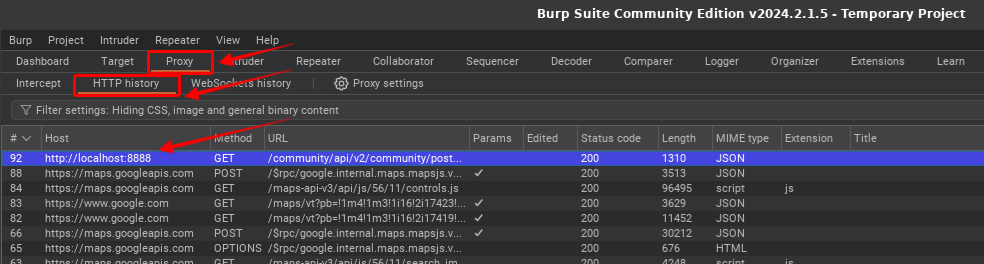 Burp Suite Community Edition v2024.2.1.5 - Temporary Project
Burp Project Intruder Repeater View Help
Dashboard Target Proxy Repeater Collaborator Sequencer Decoder Comparer Logger Organizer Extensions Learn
Intercept HTTP history WebSockets history Proxy settings
Filter settings: Hiding CSS, image and general binary content
# Host Method URL Params Edited Status code Length MIME type Extension Title
92 http://localhost:8888 GET /community/api/v2/community/post... 200 1310 JSON
88 https://maps.googleapis.com POST /$rpc/google.internal.maps.mapsjs.v... ✓ 200 3513 JSON
84 https://maps.googleapis.com GET /maps-api-v3/api/js/56/11/controls.js 200 96495 script js
83 https://www.google.com GET /maps/vt?pb=!1m4!1m3!1i16!2i17423!... ✓ 200 3629 JSON
82 https://www.google.com GET /maps/vt?pb=!1m4!1m3!1i16!2i17419!... ✓ 200 11452 JSON
66 https://maps.googleapis.com POST /$rpc/google.internal.maps.mapsjs.v... ✓ 200 30212 JSON
65 https://maps.googleapis.com OPTIONS /$rpc/google.internal.maps.mapsjs.v... 200 676 HTML
63 https://maps.googleapis.com GET /maps-api-v3/api/js/56/11/search_im... 200 4248 script js